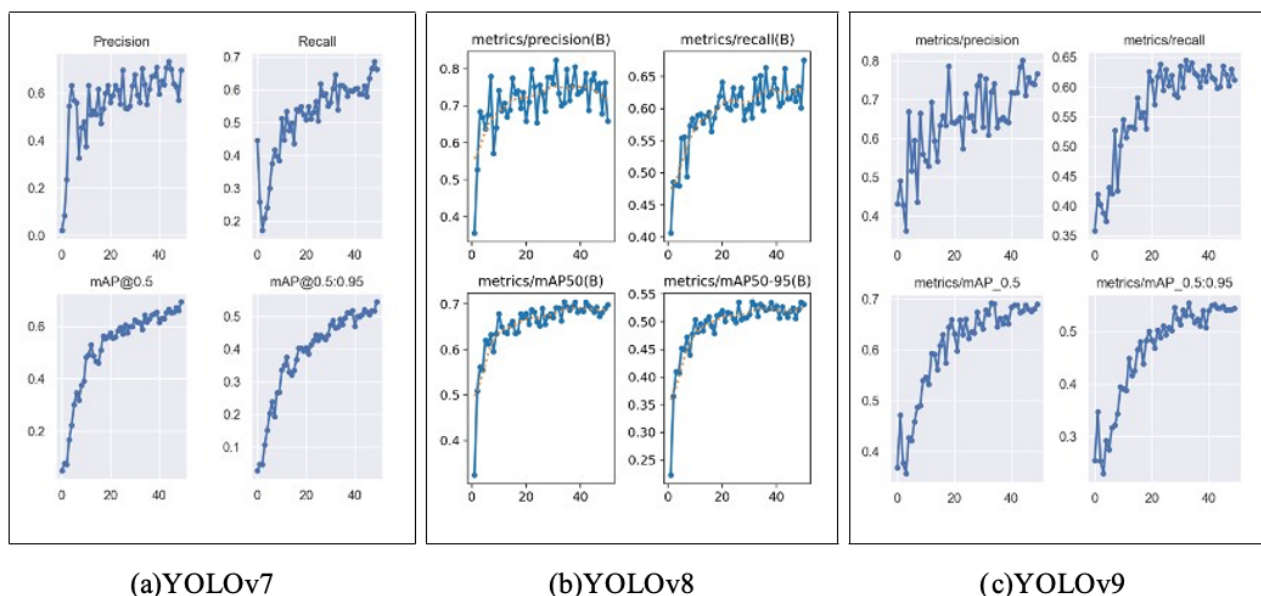 Precision
Recall
0.6
0.4
0.2
0.0
0 20 40
0.7
0.6
0.5
0.4
0.3
0.2
0 20 40
mAP@0.5
mAP@0.5:0.95
0.6
0.4
0.2
0 20 40
0.5
0.4
0.3
0.2
0.1
0 20 40
metrics/precision(B)
metrics/recall(B)
0.8
0.7
0.6
0.5
0.4
0 20 40
0.65
0.60
0.55
0.50
0.45
0.40
0 20 40
metrics/mAP50(B)
metrics/mAP50-95(B)
0.7
0.6
0.5
0.4
0 20 40
0.55
0.50
0.45
0.40
0.35
0.30
0.25
0.20
0 20 40
metrics/precision
metrics/recall
0.8
0.7
0.6
0.5
0.4
0 20 40
0.65
0.60
0.55
0.50
0.45
0.40
0.35
0 20 40
metrics/mAP_0.5
metrics/mAP_0.5:0.95
0.7
0.6
0.5
0.4
0 20 40
0.5
0.4
0.3
0 20 40
(a)YOLOv7
(b)YOLOv8
(c)YOLOv9